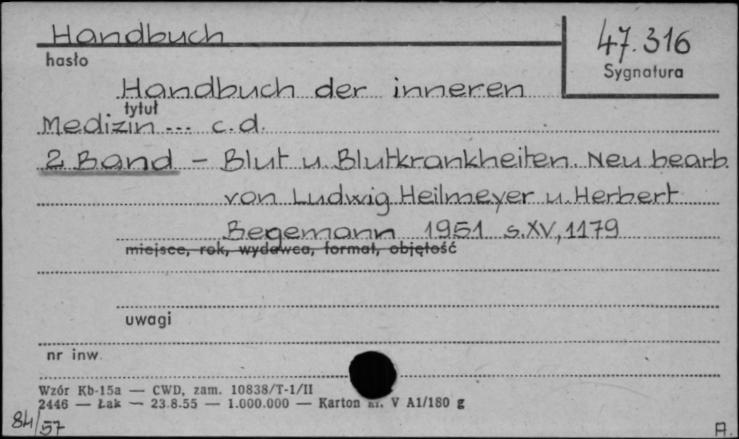 Handbuch
47.316
hasło
Sygnatura
Handbuch der inneren
tytuł
Medizin ... c.d.
2 Band - Blut u. Blutkrankheiten. Neu bearb.
von Ludwig Heilmeyer u. Herbert
Begemann 1951 s. XV, 1179
miejsce, rok, wydawca, format, objętość
uwagi
nr inw.
Wzór Kb-15a — CWD, zam. 10838/T-1/II
2446 — Łak — 23.8.55 — 1.000.000 — Karton kl. V A1/180 g
84/57
A.